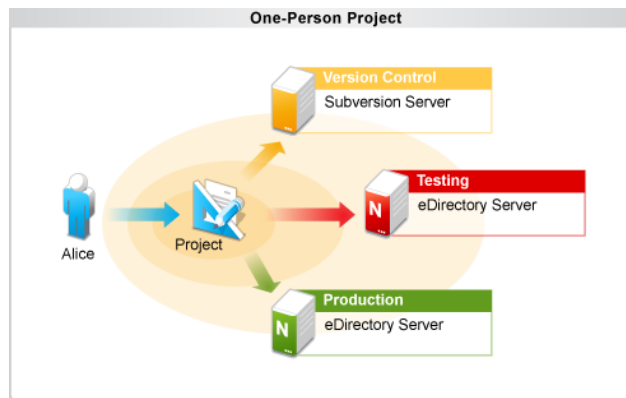 One-Person Project
Version Control
Subversion Server
Testing
N
eDirectory Server
Alice
Project
Production
N
eDirectory Server